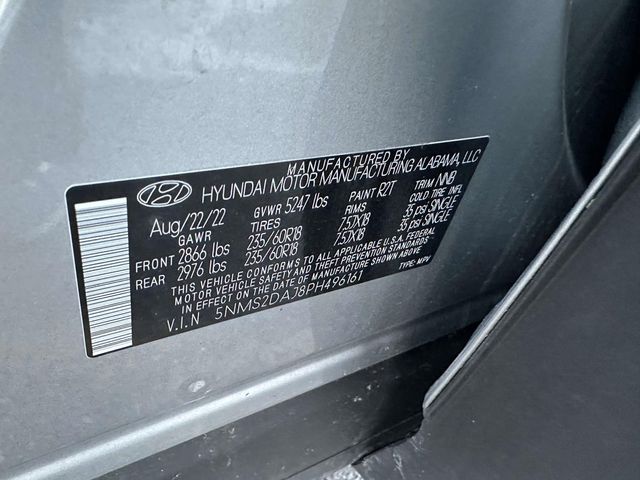 MANUFACTURED BY
HYUNDAI MOTOR MANUFACTURING ALABAMA, LLC
Aug/22/22 GVWR 5247 lbs PAINT R2T TRIM NNB
GAWR TIRES RIMS COLD TIRE INFL
FRONT 2866 lbs 235/60R18 7.5JX18 35 psi SINGLE
REAR 2976 lbs 235/60R18 7.5JX18 35 psi SINGLE
THIS VEHICLE CONFORMS TO ALL APPLICABLE U.S.A. FEDERAL
MOTOR VEHICLE SAFETY AND THEFT PREVENTION STANDARDS
IN EFFECT ON THE DATE OF MANUFACTURE SHOWN ABOVE.
V.I.N 5NMS2DAJ8PH496161 TYPE: MPV